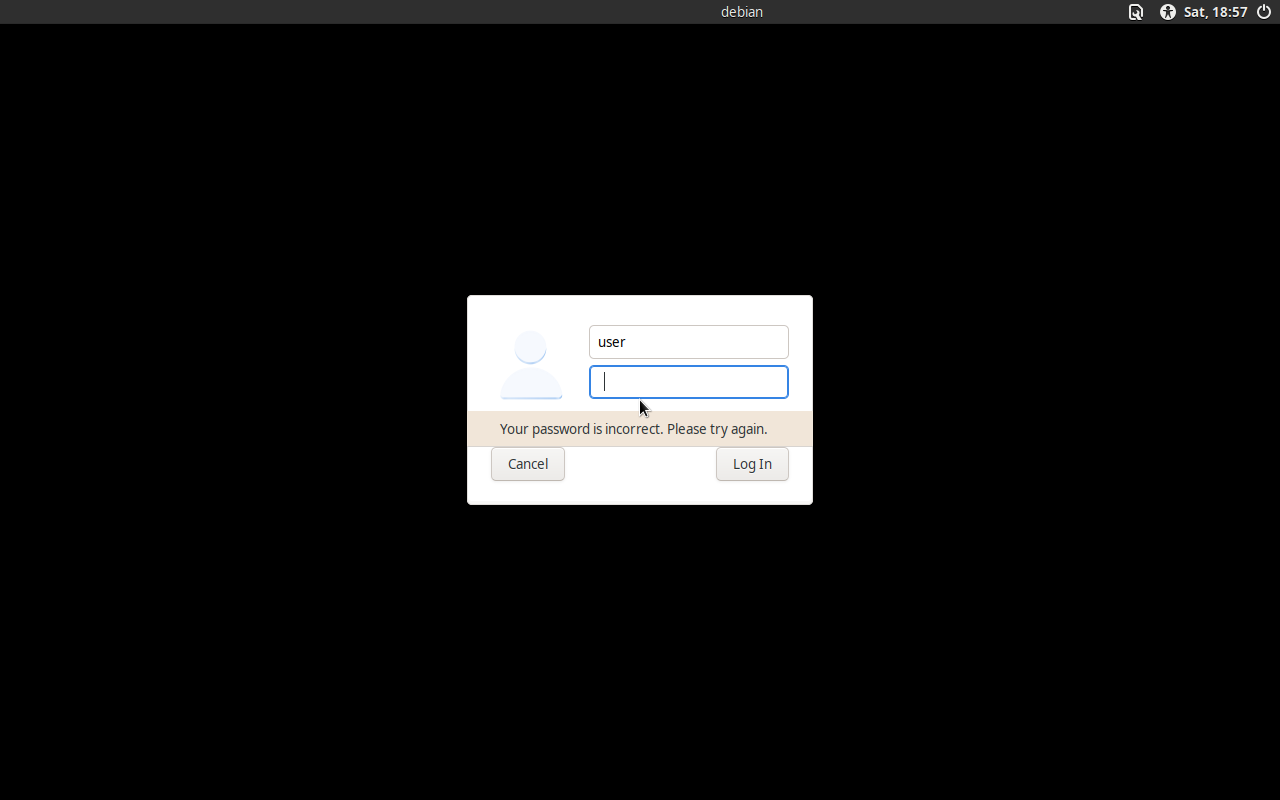 debian
Sat, 18:57
user
Your password is incorrect. Please try again.
Cancel
Log In